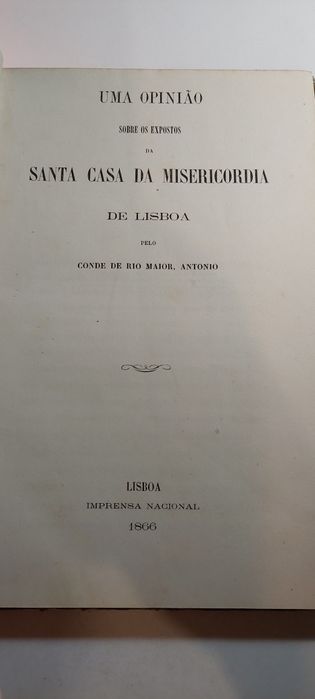 UMA OPINIÃO
SOBRE OS EXPOSTOS
DA
SANTA CASA DA MISERICORDIA
DE LISBOA
PELO
CONDE DE RIO MAIOR, ANTONIO
LISBOA
IMPRENSA NACIONAL
1866